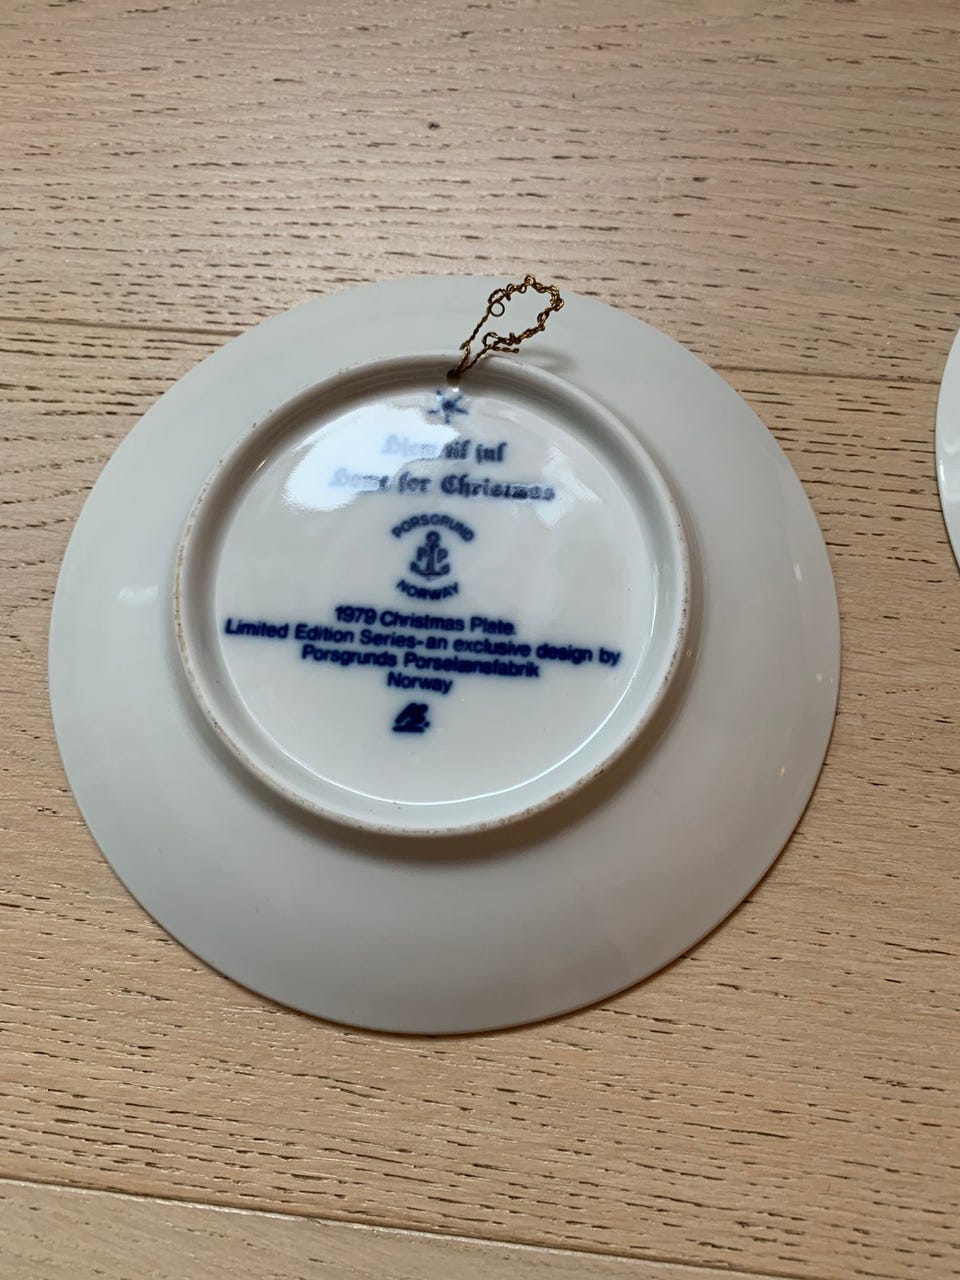 Hjem til jul
Home for Christmas
PORSGRUND
P P
NORWAY
1979 Christmas Plate.
Limited Edition Series-an exclusive design by
Porsgrunds Porselænsfabrik
Norway